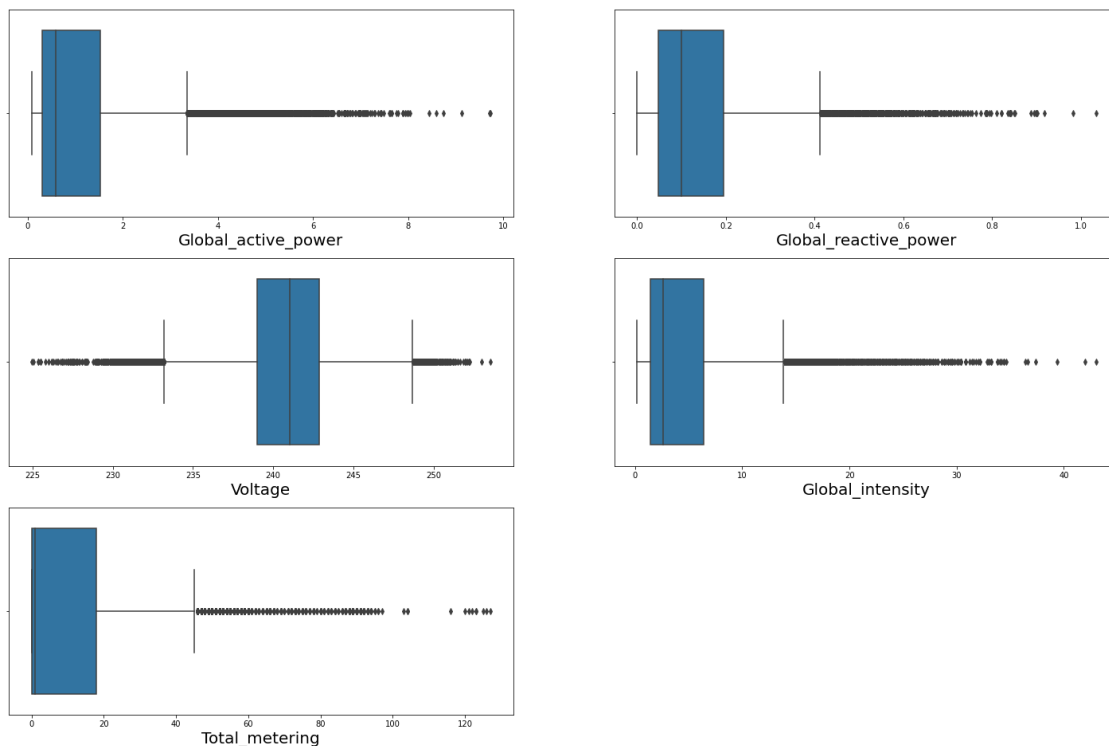 0 2 4 6 8 10
Global_active_power
0.0 0.2 0.4 0.6 0.8 1.0
Global_reactive_power
225 230 235 240 245 250
Voltage
0 10 20 30 40
Global_intensity
0 20 40 60 80 100 120
Total_metering